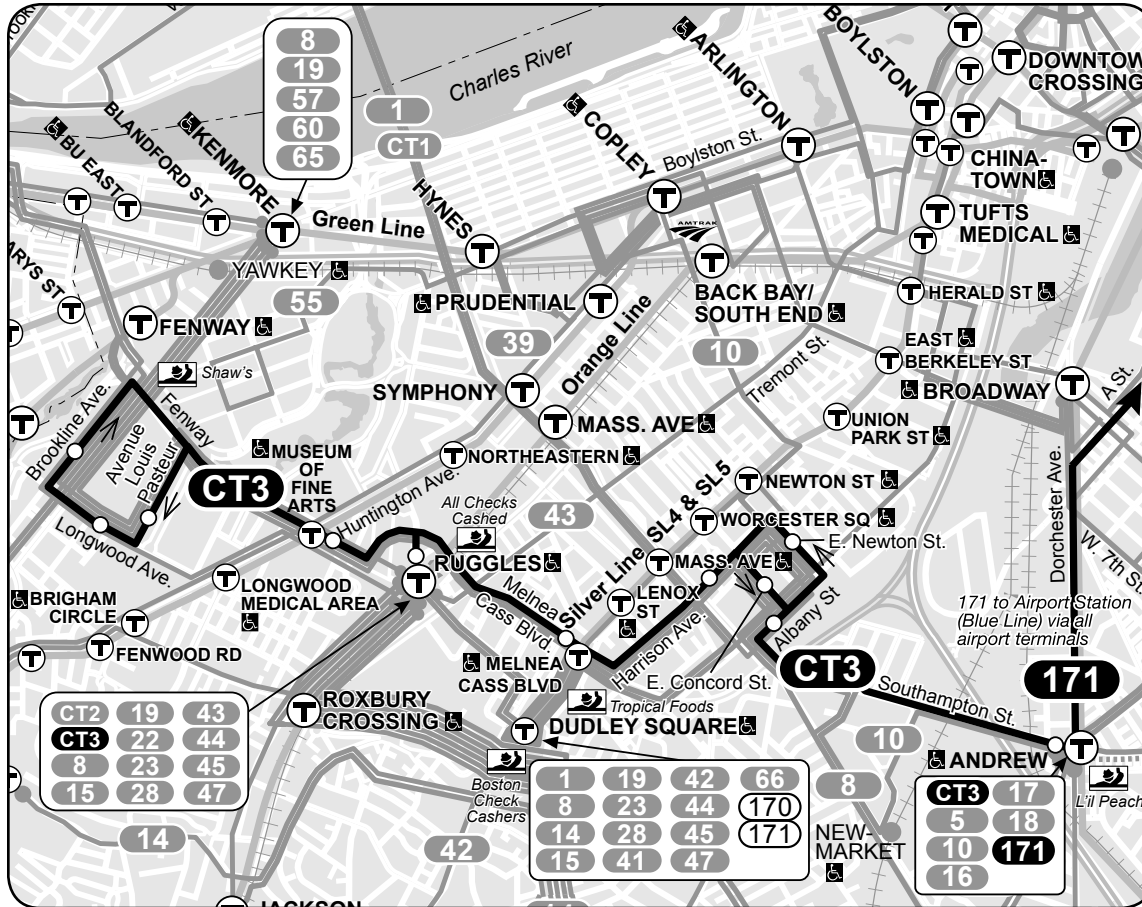 8
19
57
60
65
1
CT1
Charles River
ARLINGTON
BOYLSTON
DOWNTOWN
CROSSING
BU EAST
BLANDFORD ST
KENMORE
COPLEY
Boylston St.
CHINA-
TOWN
HYNES
Green Line
AMTRAK
TUFTS
MEDICAL
ARYS ST
YAWKEY
55
PRUDENTIAL
BACK BAY/
SOUTH END
HERALD ST
FENWAY
39
Orange Line
10
Tremont St.
EAST
BERKELEY ST
Shaw's
SYMPHONY
BROADWAY
A St.
Brookline Ave.
Fenway
Avenue
Louis
Pasteur
MASS. AVE
UNION
PARK ST
CT3
MUSEUM
OF
FINE
ARTS
NORTHEASTERN
Huntington Ave.
All Checks
Cashed
43
Silver Line SL4 & SL5
NEWTON ST
WORCESTER SQ
E. Newton St.
Dorchester Ave.
W. 7th St.
Longwood Ave.
RUGGLES
MASS. AVE
LENOX
ST
Albany St
BRIGHAM
CIRCLE
LONGWOOD
MEDICAL AREA
Melnea
Cass Blvd.
171 to Airport Station
(Blue Line) via all
airport terminals
FENWOOD RD
MELNEA
CASS BLVD
Harrison Ave.
E. Concord St.
CT3
171
Southampton St.
CT2 19 43
CT3 22 44
8 23 45
15 28 47
ROXBURY
CROSSING
Tropical Foods
DUDLEY SQUARE
10
ANDREW
L'il Peach
Boston
Check
Cashers
1 19 42 66
8 23 44 170
14 28 45 171
15 41 47
8
CT3 17
5 18
10 171
16
14
42
NEW-
MARKET
JACKSON